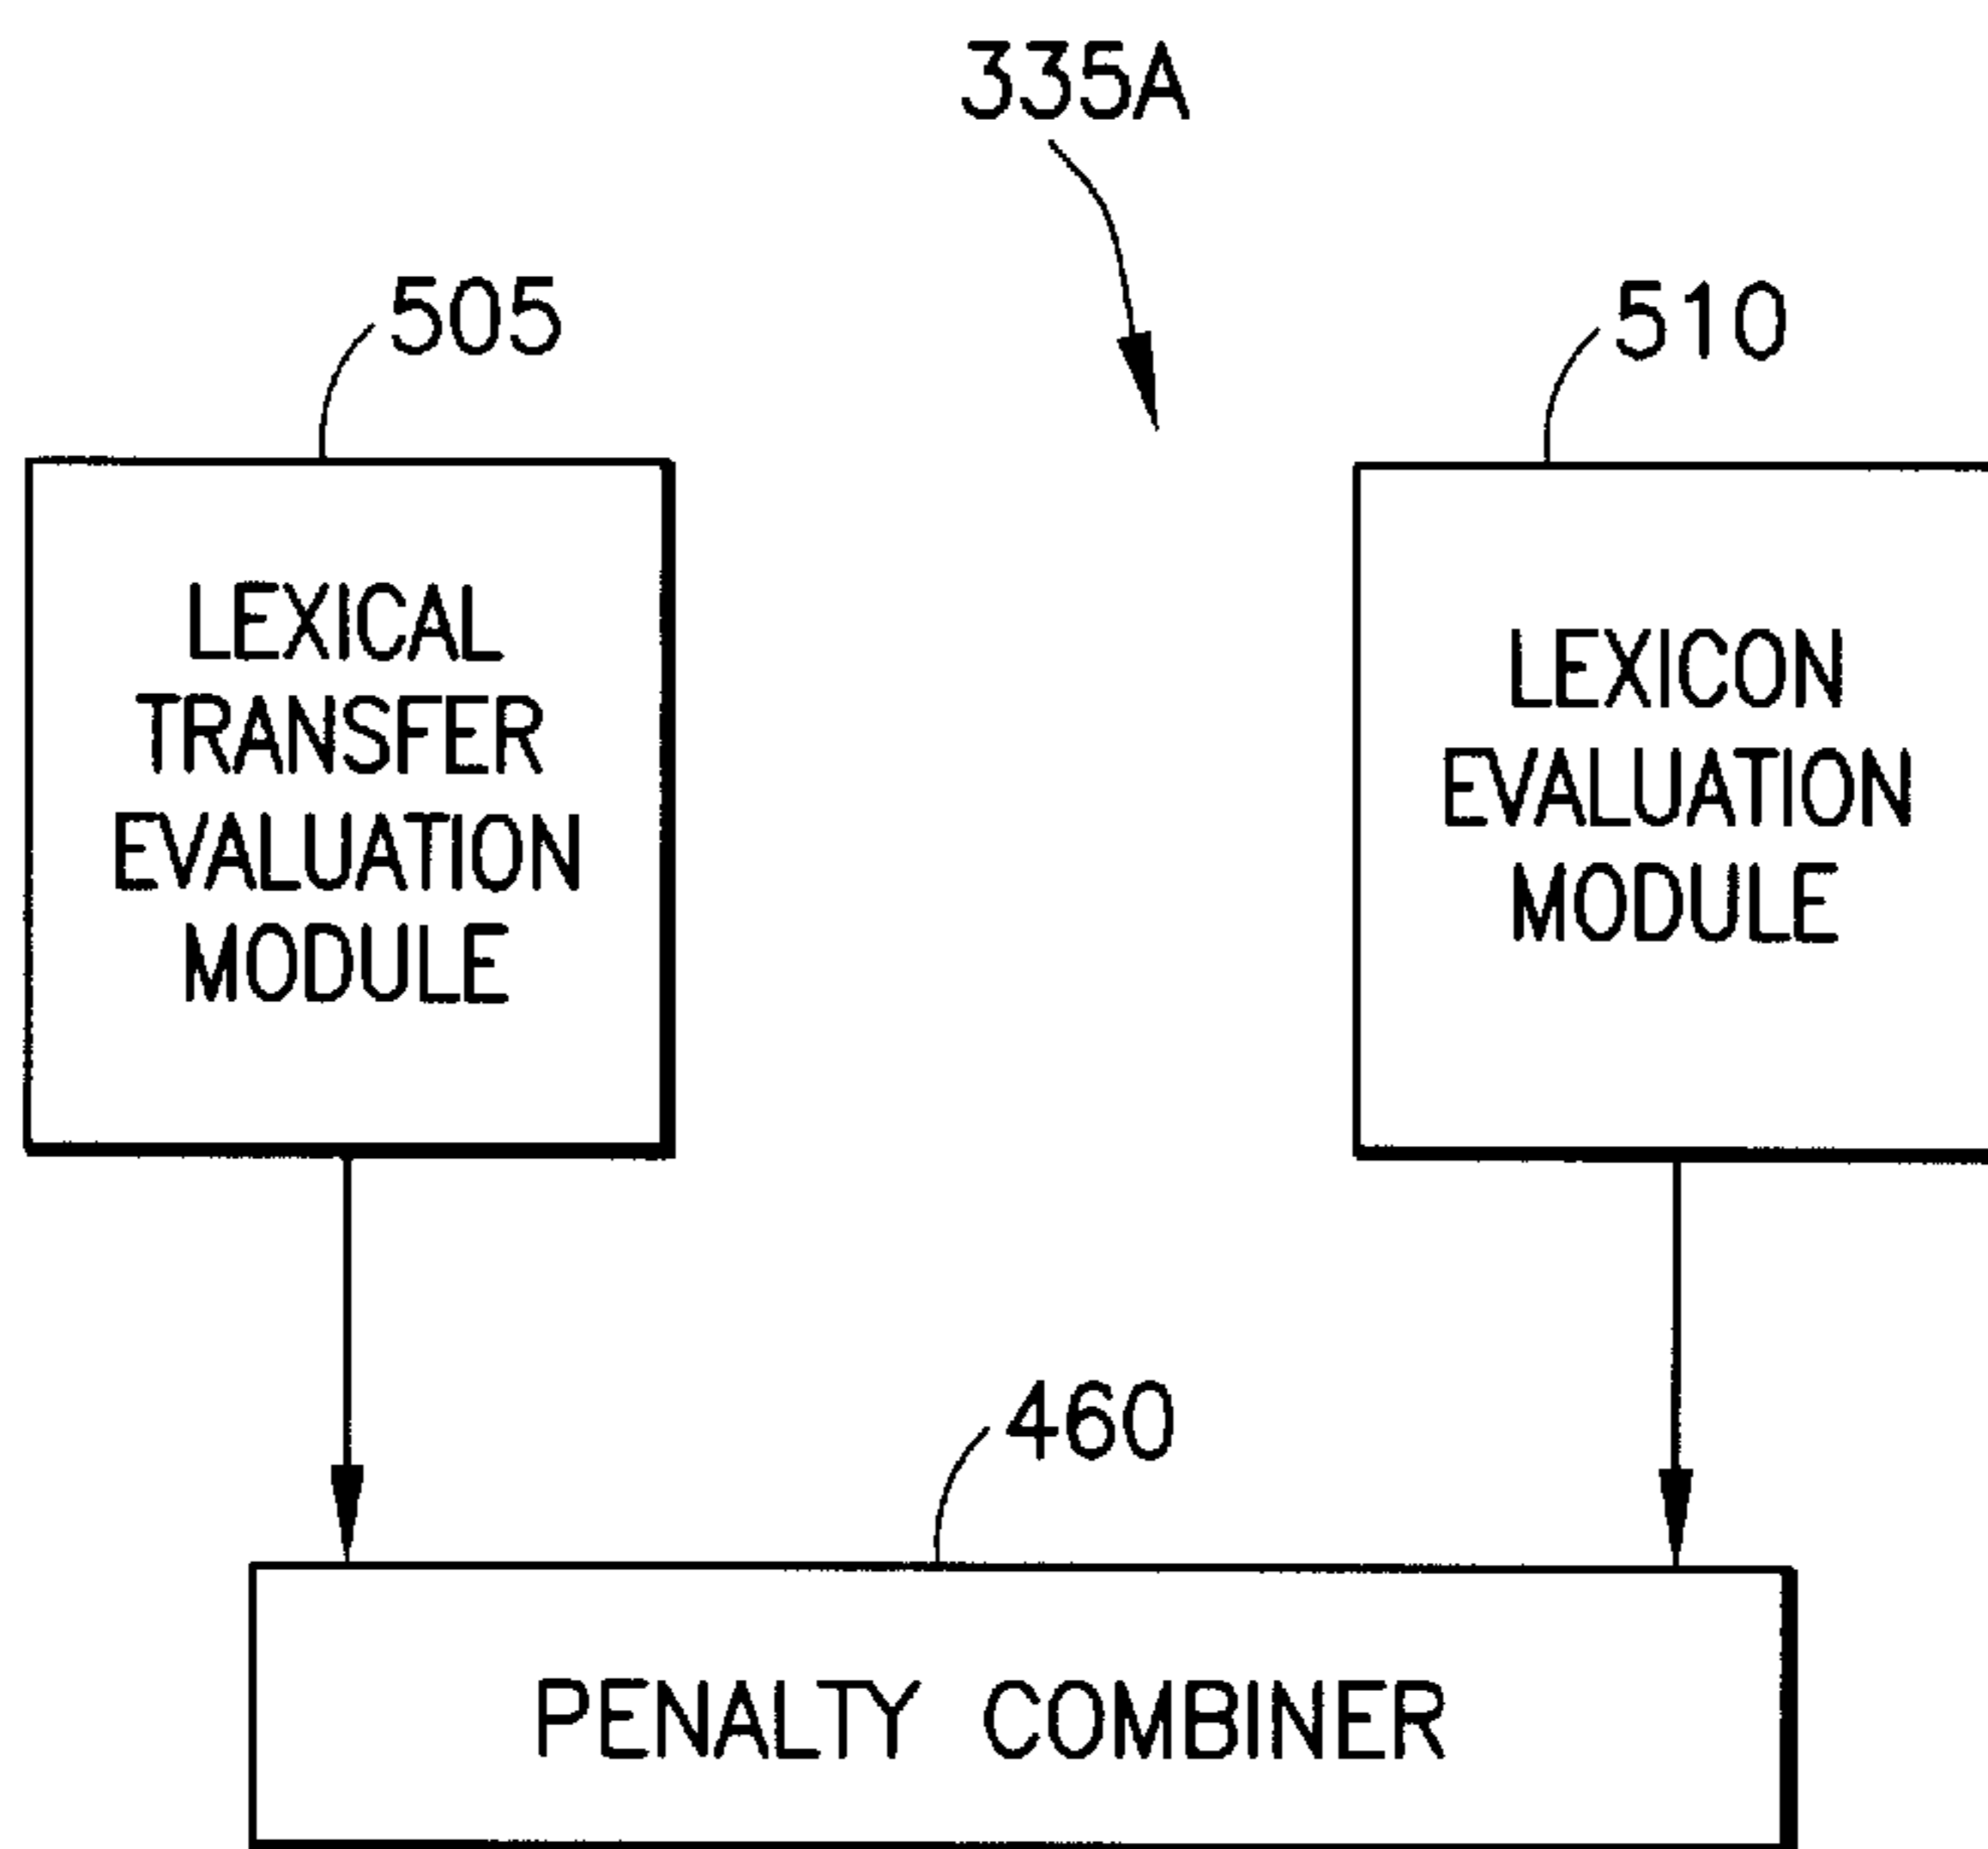 335A
505
510
LEXICAL
TRANSFER
EVALUATION
MODULE
LEXICON
EVALUATION
MODULE
460
PENALTY COMBINER